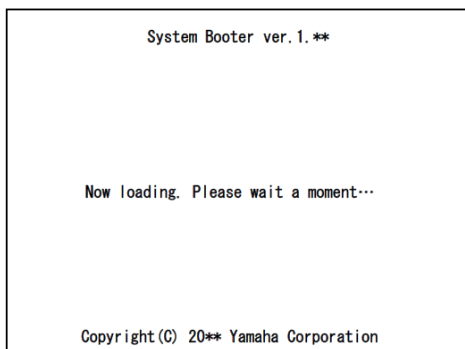 System Booter ver.1.**
Now loading. Please wait a moment…
Copyright(C) 20** Yamaha Corporation